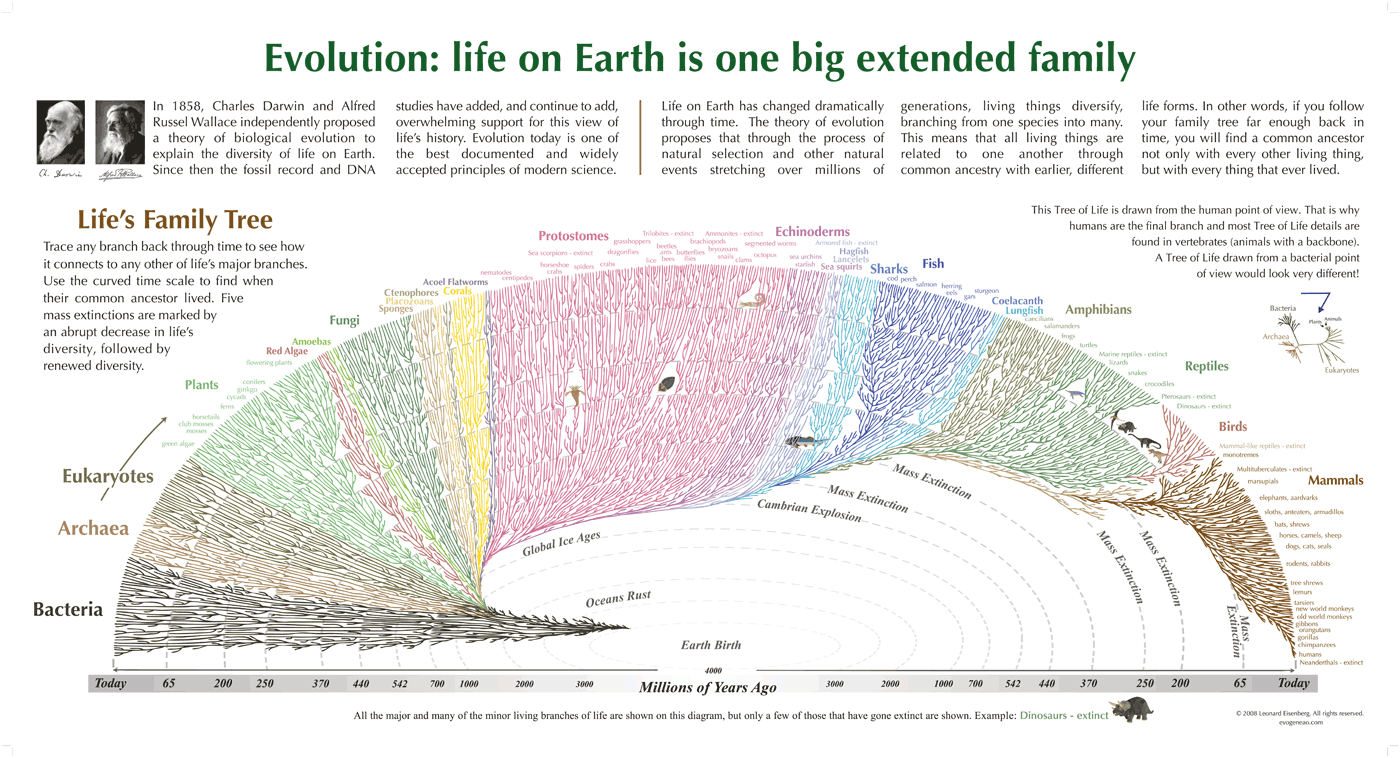 Evolution: life on Earth is one big extended family
In 1858, Charles Darwin and Alfred
Russel Wallace independently proposed
a theory of biological evolution to
explain the diversity of life on Earth.
Since then the fossil record and DNA
studies have added, and continue to add,
overwhelming support for this view of
life's history. Evolution today is one of
the best documented and widely
accepted principles of modern science.
Life on Earth has changed dramatically
through time. The theory of evolution
proposes that through the process of
natural selection and other natural
events stretching over millions of
generations, living things diversify,
branching from one species into many.
This means that all living things are
related to one another through
common ancestry with earlier, different
life forms. In other words, if you follow
your family tree far enough back in
time, you will find a common ancestor
not only with every other living thing,
but with every thing that ever lived.
Life's Family Tree
Trace any branch back through time to see how
it connects to any other of life's major branches.
Use the curved time scale to find when
their common ancestor lived. Five
mass extinctions are marked by
an abrupt decrease in life's
diversity, followed by
renewed diversity.
This Tree of Life is drawn from the human point of view. That is why
humans are the final branch and most Tree of Life details are
found in vertebrates (animals with a backbone).
A Tree of Life drawn from a bacterial point
of view would look very different!
Bacteria
Plants
Animals
Archaea
Eukaryotes
Bacteria
Archaea
Eukaryotes
green algae
mosses
club mosses
horsetails
ferns
cycads
ginkgo
conifers
Plants
flowering plants
Red Algae
Amoebas
Fungi
Sponges
Placozoans
Ctenophores
Corals
Acoel Flatworms
nematodes
centipedes
Protostomes
Sea scorpions - extinct
horseshoe
crabs
spiders
crabs
grasshoppers
dragonflies
Trilobites - extinct
beetles
ants
lice
bees
butterflies
flies
brachiopods
bryozoans
snails
Ammonites - extinct
clams
segmented worms
octopus
Echinoderms
sea urchins
starfish
Armored fish - extinct
Hagfish
Lancelets
Sea squirts
Sharks
Fish
cod
perch
salmon
herring
eels
gars
sturgeon
Coelacanth
Lungfish
Amphibians
caecilians
salamanders
frogs
turtles
Marine reptiles - extinct
lizards
Reptiles
snakes
crocodiles
Pterosaurs - extinct
Dinosaurs - extinct
Birds
Mammal-like reptiles - extinct
monotremes
Multituberculates - extinct
marsupials
Mammals
elephants, aardvarks
sloths, anteaters, armadillos
bats, shrews
horses, camels, sheep
dogs, cats, seals
rodents, rabbits
tree shrews
lemurs
tarsiers
new world monkeys
old world monkeys
gibbons
orangutans
gorillas
chimpanzees
humans
Neanderthals - extinct
Mass Extinction
Mass Extinction
Cambrian Explosion
Global Ice Ages
Oceans Rust
Earth Birth
Mass Extinction
Mass Extinction
Mass
Extinction
4000
Today 65 200 250 370 440 542 700 1000 2000 3000 Millions of Years Ago 3000 2000 1000 700 542 440 370 250 200 65 Today
All the major and many of the minor living branches of life are shown on this diagram, but only a few of those that have gone extinct are shown. Example: Dinosaurs - extinct
© 2008 Leonard Eisenberg. All rights reserved.
evogeneao.com